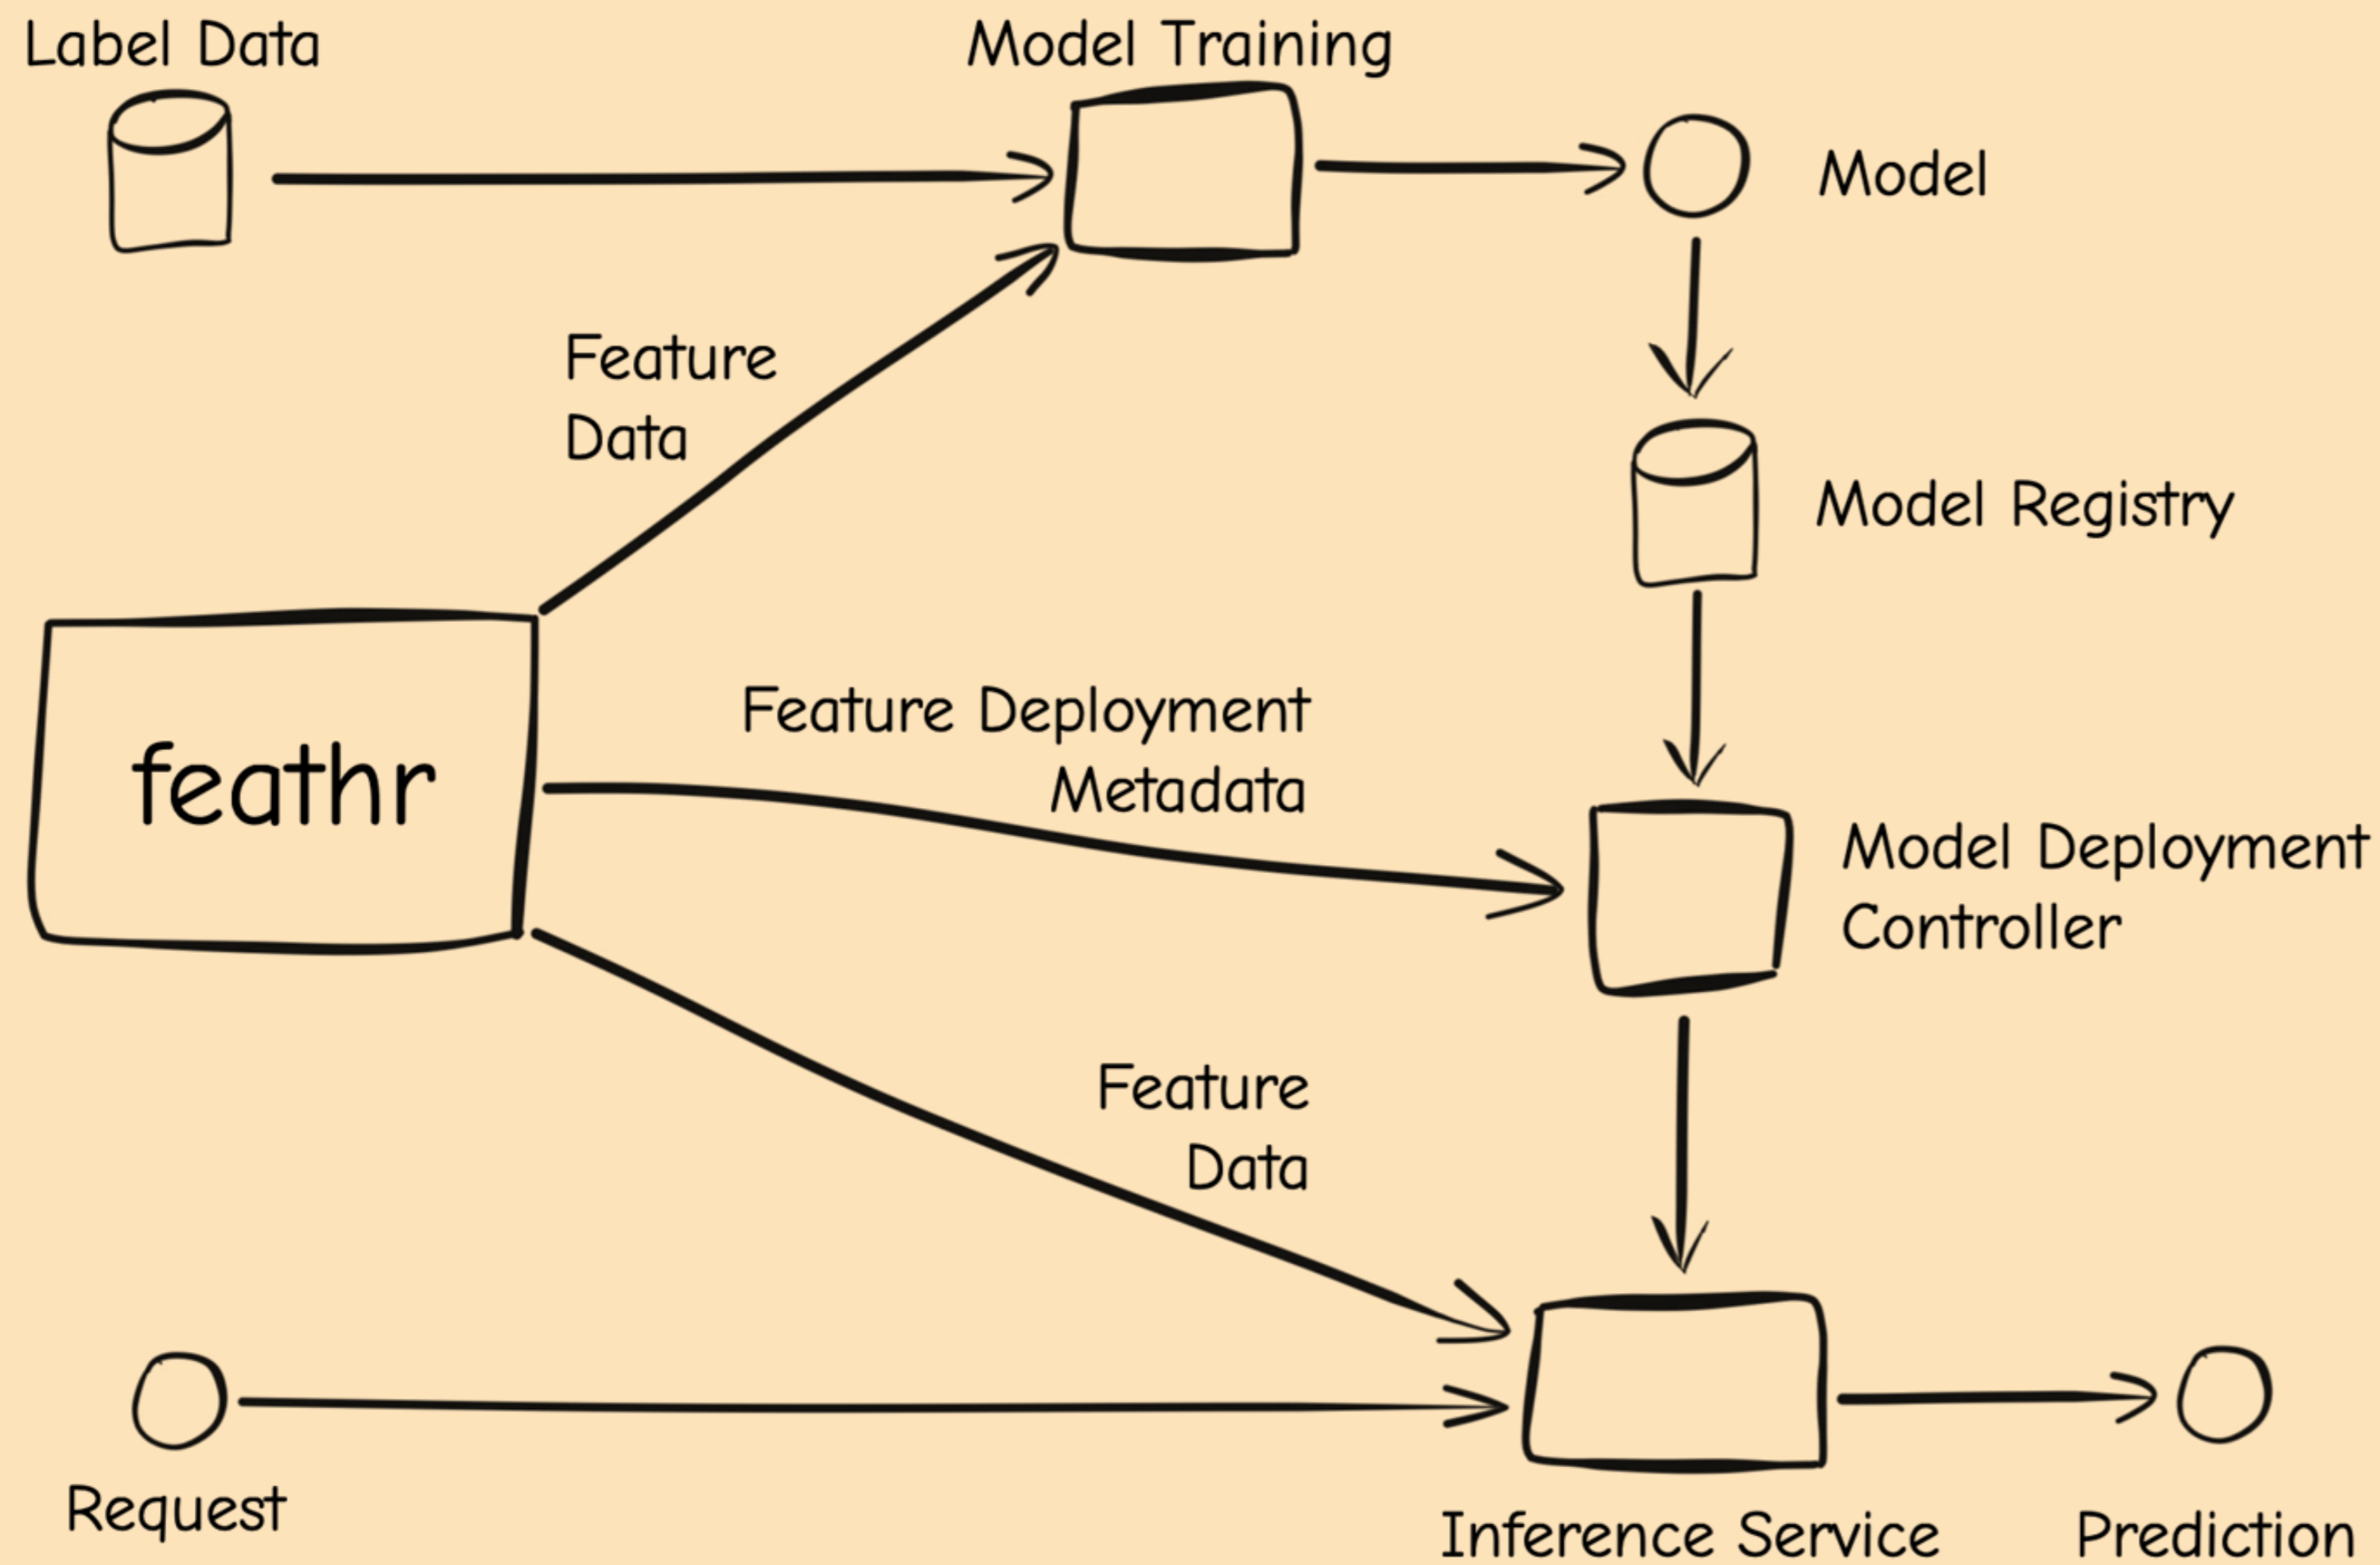 Label Data
Model Training
Model
Feature
Data
Model Registry
feathr
Feature Deployment
Metadata
Model Deployment
Controller
Feature
Data
Request
Inference Service
Prediction